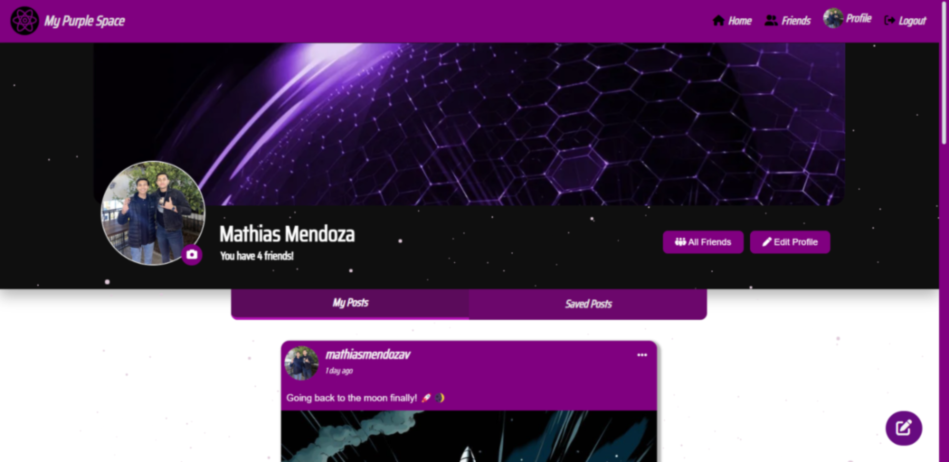 My Purple Space
Home Friends Profile Logout
Mathias Mendoza
You have 4 friends!
All Friends Edit Profile
My Posts Saved Posts
mathiasmendozav
1 day ago
Going back to the moon finally! 🚀 🌒